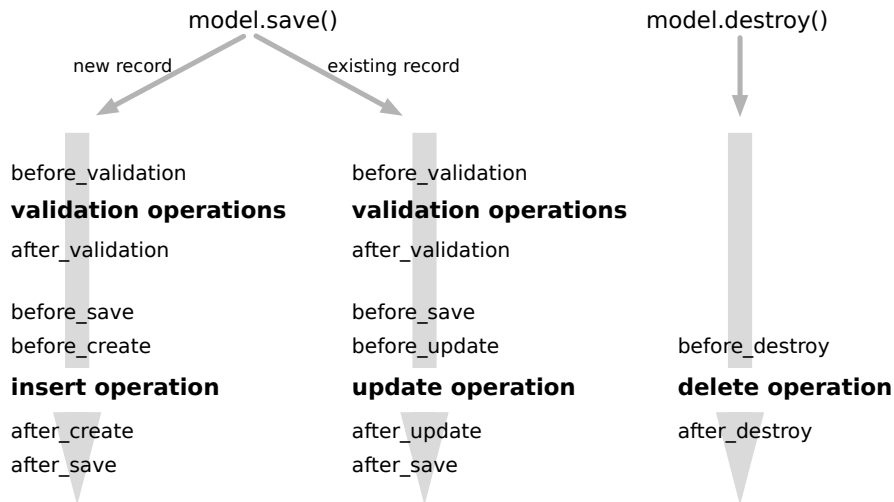 model.save()
model.destroy()
new record
existing record
before_validation
validation operations
after_validation
before_save
before_create
insert operation
after_create
after_save
before_validation
validation operations
after_validation
before_save
before_update
update operation
after_update
after_save
before_destroy
delete operation
after_destroy